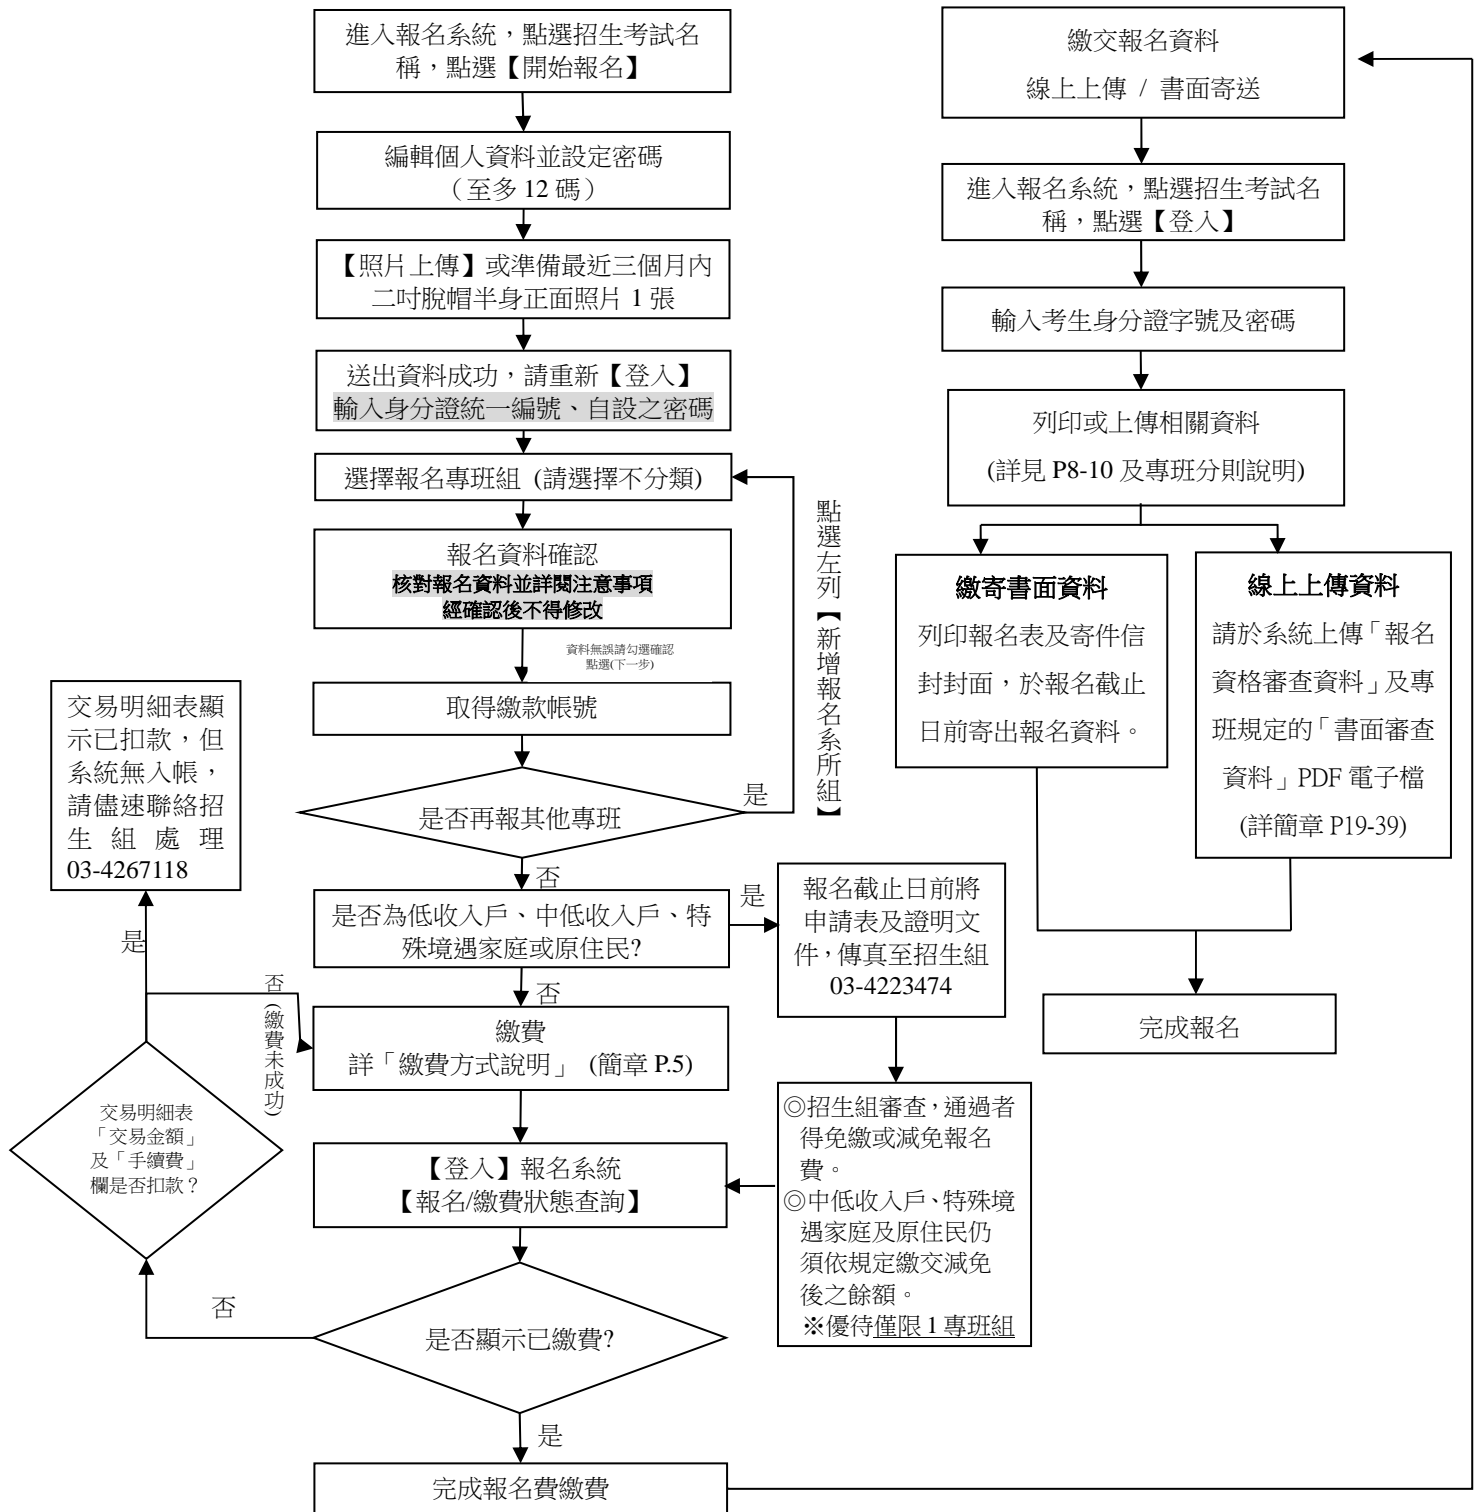 進入報名系統，點選招生考試名
稱，點選【開始報名】
編輯個人資料並設定密碼
（至多 12 碼）
【照片上傳】或準備最近三個月內
二吋脫帽半身正面照片 1 張
送出資料成功，請重新【登入】
輸入身分證統一編號、自設之密碼
選擇報名專班組 (請選擇不分類)
報名資料確認
核對報名資料並詳閱注意事項
經確認後不得修改
資料無誤請勾選確認
點選(下一步)
取得繳款帳號
是否再報其他專班
是
點選左列【新增報名系所組】
否
是否為低收入戶、中低收入戶、特
殊境遇家庭或原住民?
是
報名截止日前將
申請表及證明文
件，傳真至招生組
03-4223474
否
繳費
詳「繳費方式說明」 (簡章 P.5)
◎招生組審查，通過者
得免繳或減免報名
費。
◎中低收入戶、特殊境
遇家庭及原住民仍
須依規定繳交減免
後之餘額。
※優待僅限 1 專班組
【登入】報名系統
【報名/繳費狀態查詢】
是否顯示已繳費?
否
交易明細表
「交易金額」
及「手續費」
欄是否扣款？
否(繳費未成功)
是
交易明細表顯
示已扣款，但
系統無入帳，
請儘速聯絡招
生組處理
03-4267118
是
完成報名費繳費
繳交報名資料
線上上傳 / 書面寄送
進入報名系統，點選招生考試名
稱，點選【登入】
輸入考生身分證字號及密碼
列印或上傳相關資料
(詳見 P8-10 及專班分則說明)
繳寄書面資料
列印報名表及寄件信
封封面，於報名截止
日前寄出報名資料。
線上上傳資料
請於系統上傳「報名
資格審查資料」及專
班規定的「書面審查
資料」PDF 電子檔
(詳簡章 P19-39)
完成報名